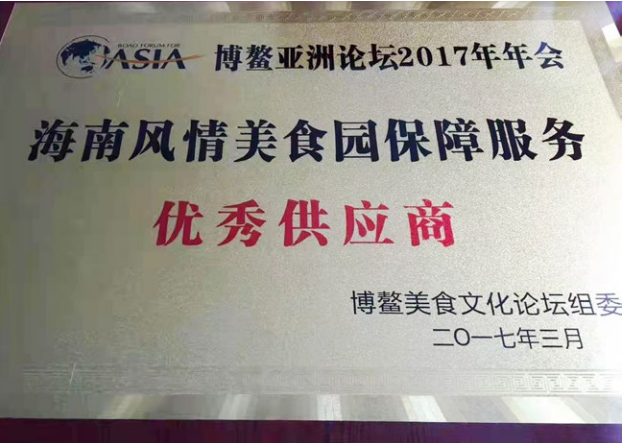 BOAO FORUM FOR
ASIA 博鳌亚洲论坛2017年年会
海南风情美食园保障服务
优秀供应商
博鳌美食文化论坛组委
二〇一七年三月